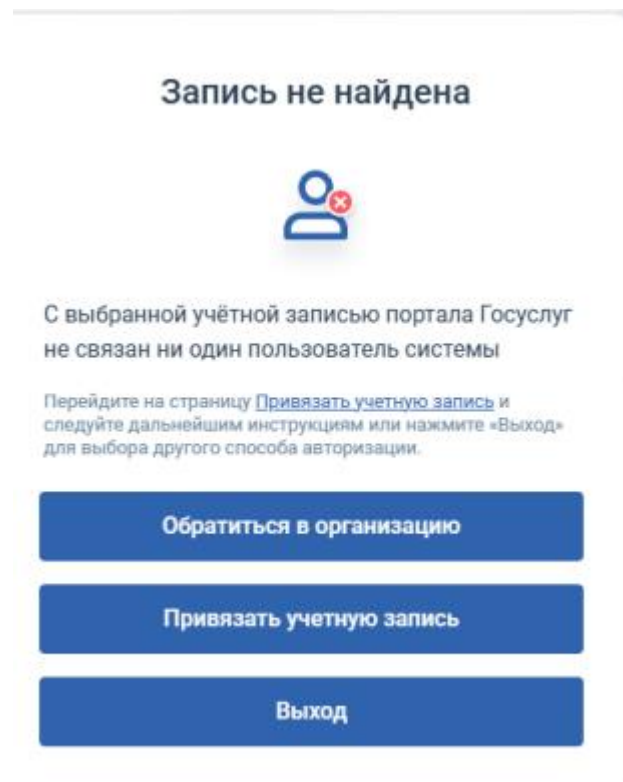 Запись не найдена
С выбранной учётной записью портала Госуслуг
не связан ни один пользователь системы
Перейдите на страницу Привязать учетную запись и
следуйте дальнейшим инструкциям или нажмите «Выход»
для выбора другого способа авторизации.
Обратиться в организацию
Привязать учетную запись
Выход